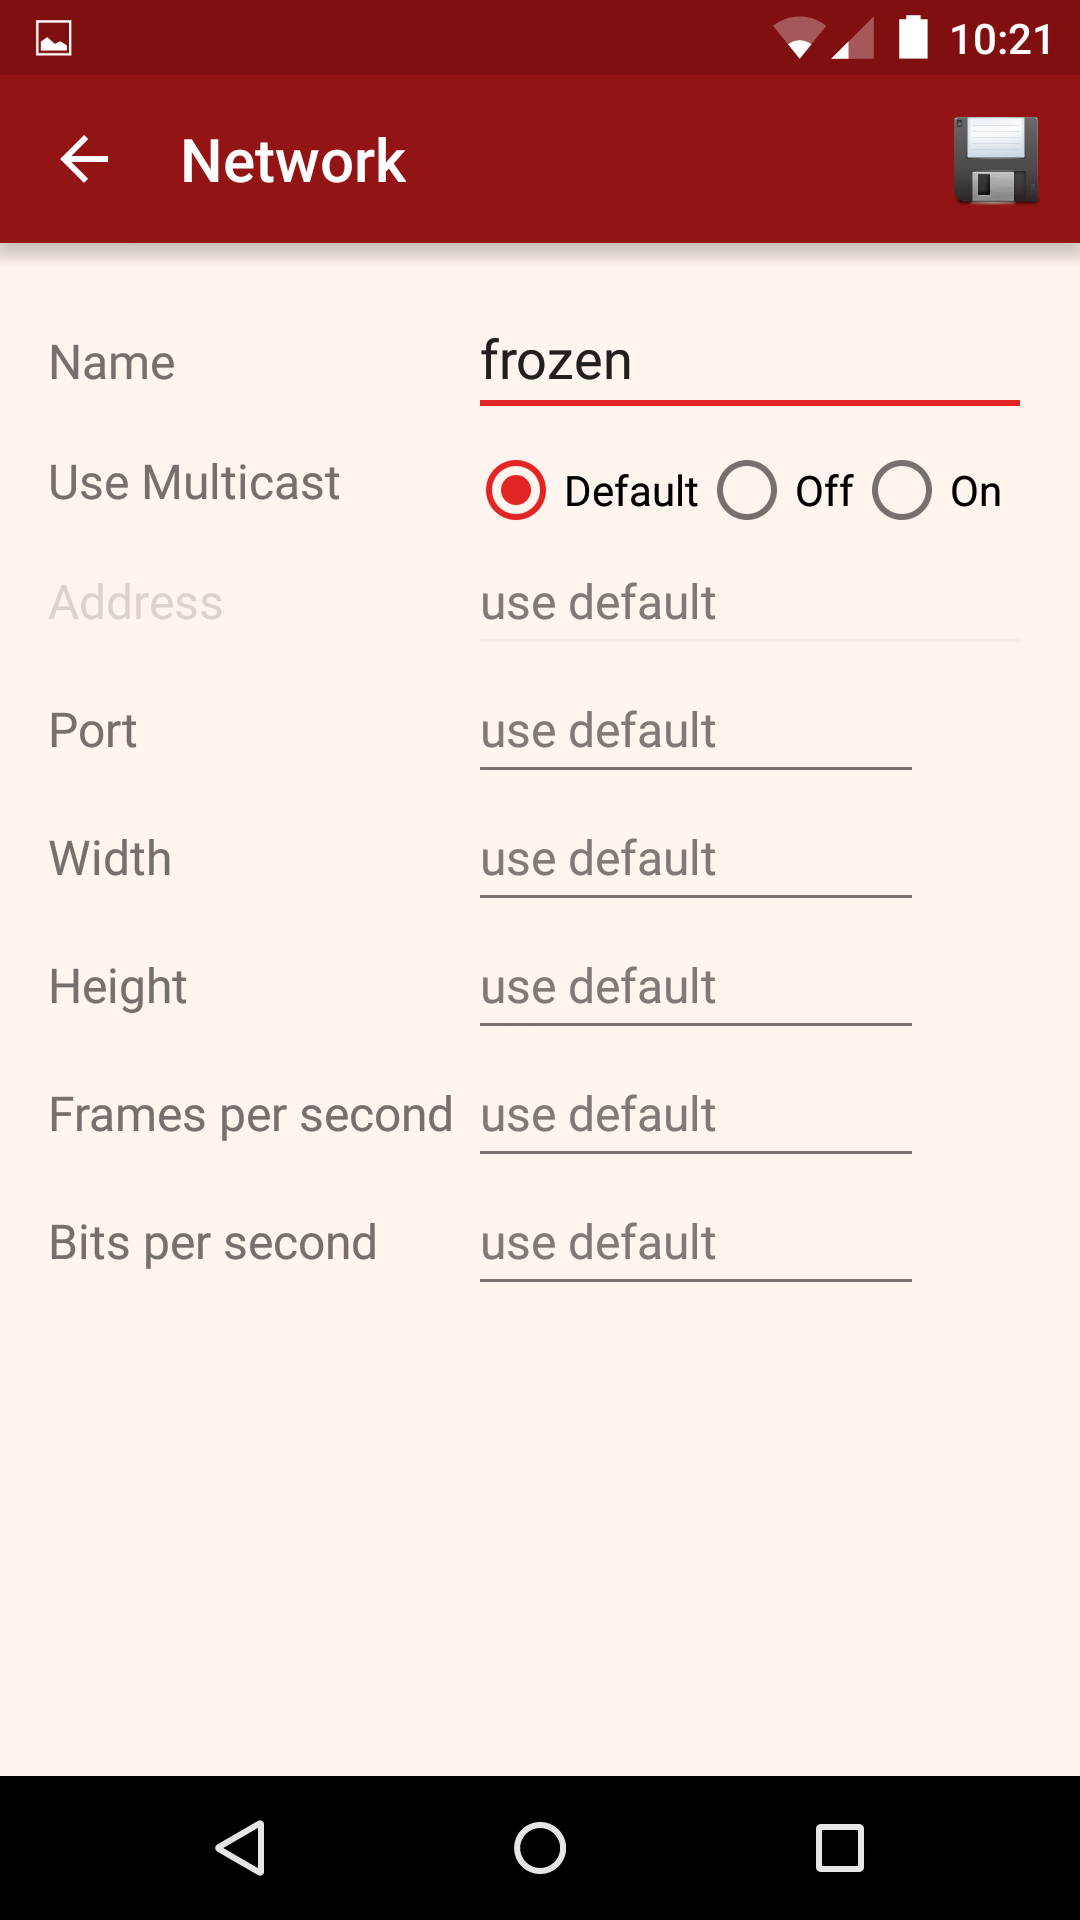 10:21
Network
Name frozen
Use Multicast Default Off On
Address use default
Port use default
Width use default
Height use default
Frames per second use default
Bits per second use default